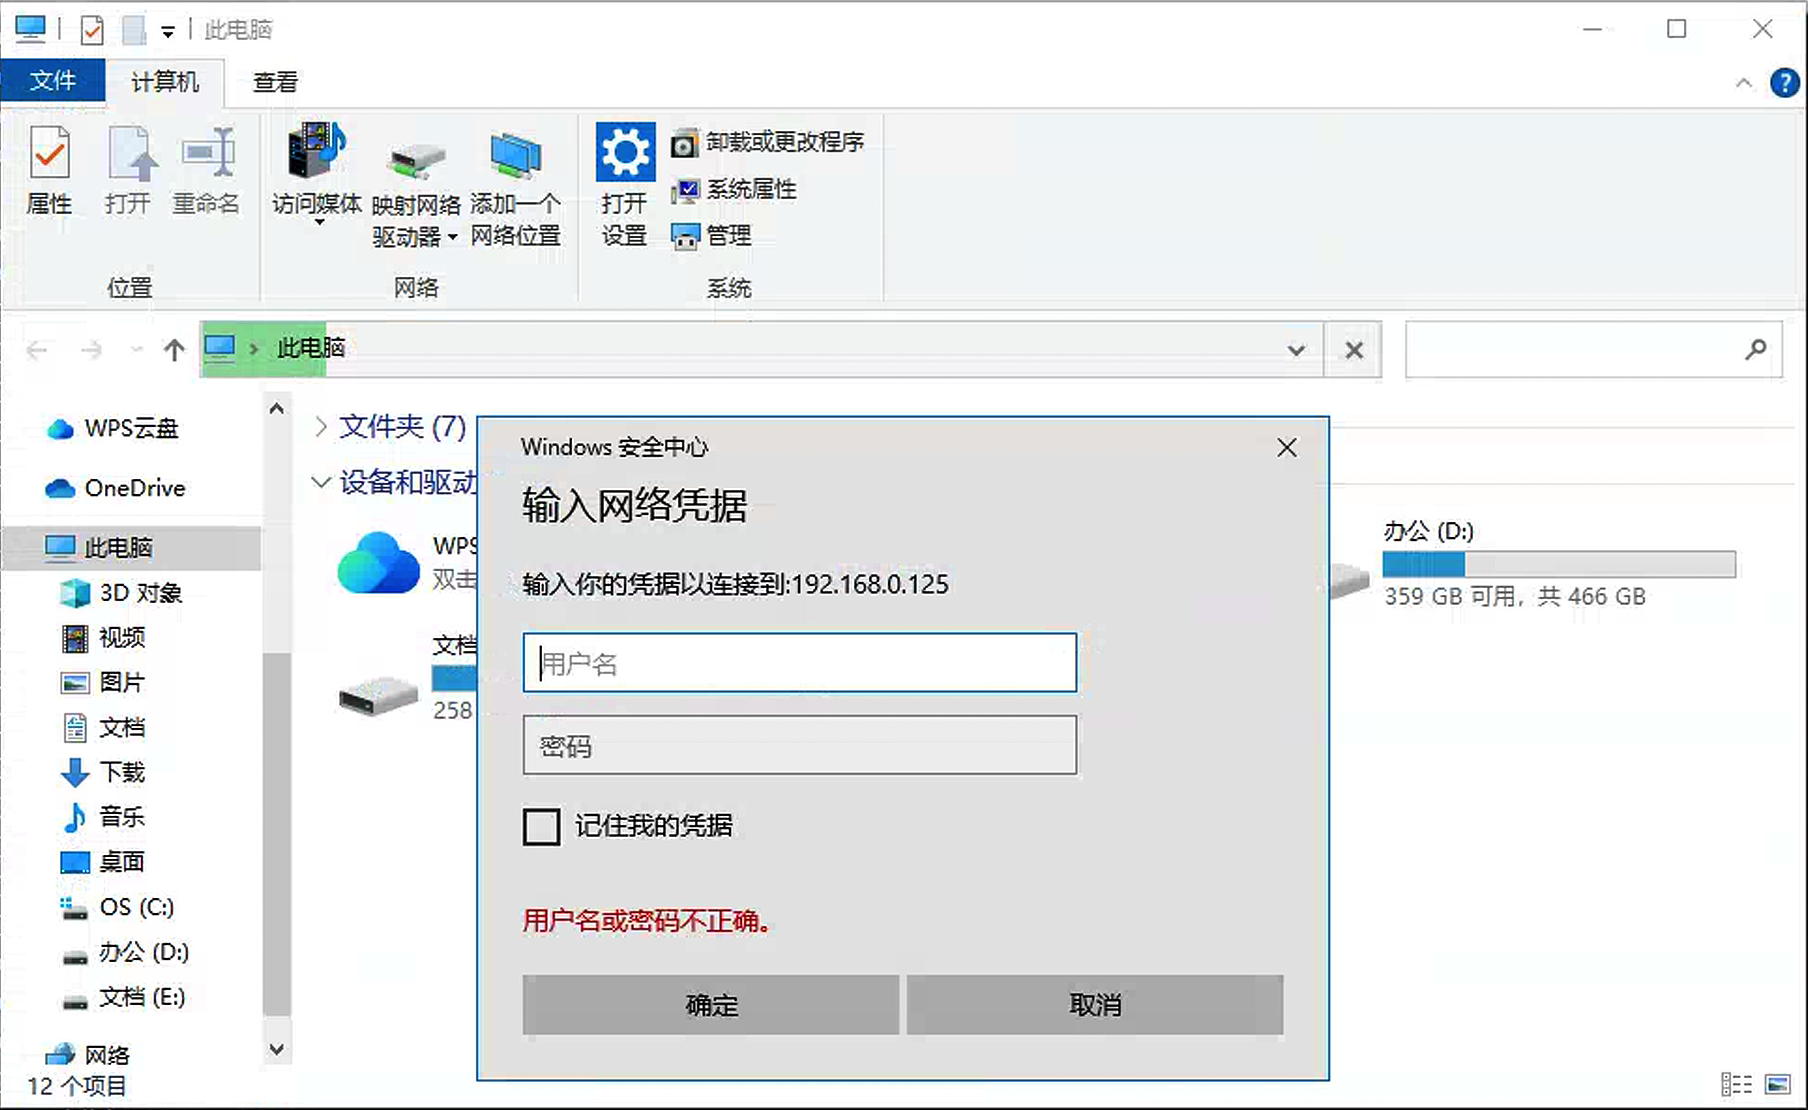 此电脑
文件 计算机 查看
属性 打开 重命名
访问媒体 映射网络驱动器 添加一个网络位置
打开设置
卸载或更改程序
系统属性
管理
位置 网络 系统
此电脑
WPS云盘
OneDrive
此电脑
3D 对象
视频
图片
文档
下载
音乐
桌面
OS (C:)
办公 (D:)
文档 (E:)
网络
文件夹 (7)
设备和驱动
WPS
双击
文档
258
办公 (D:)
359 GB 可用, 共 466 GB
Windows 安全中心
输入网络凭据
输入你的凭据以连接到:192.168.0.125
用户名
密码
记住我的凭据
用户名或密码不正确。
确定 取消
12 个项目